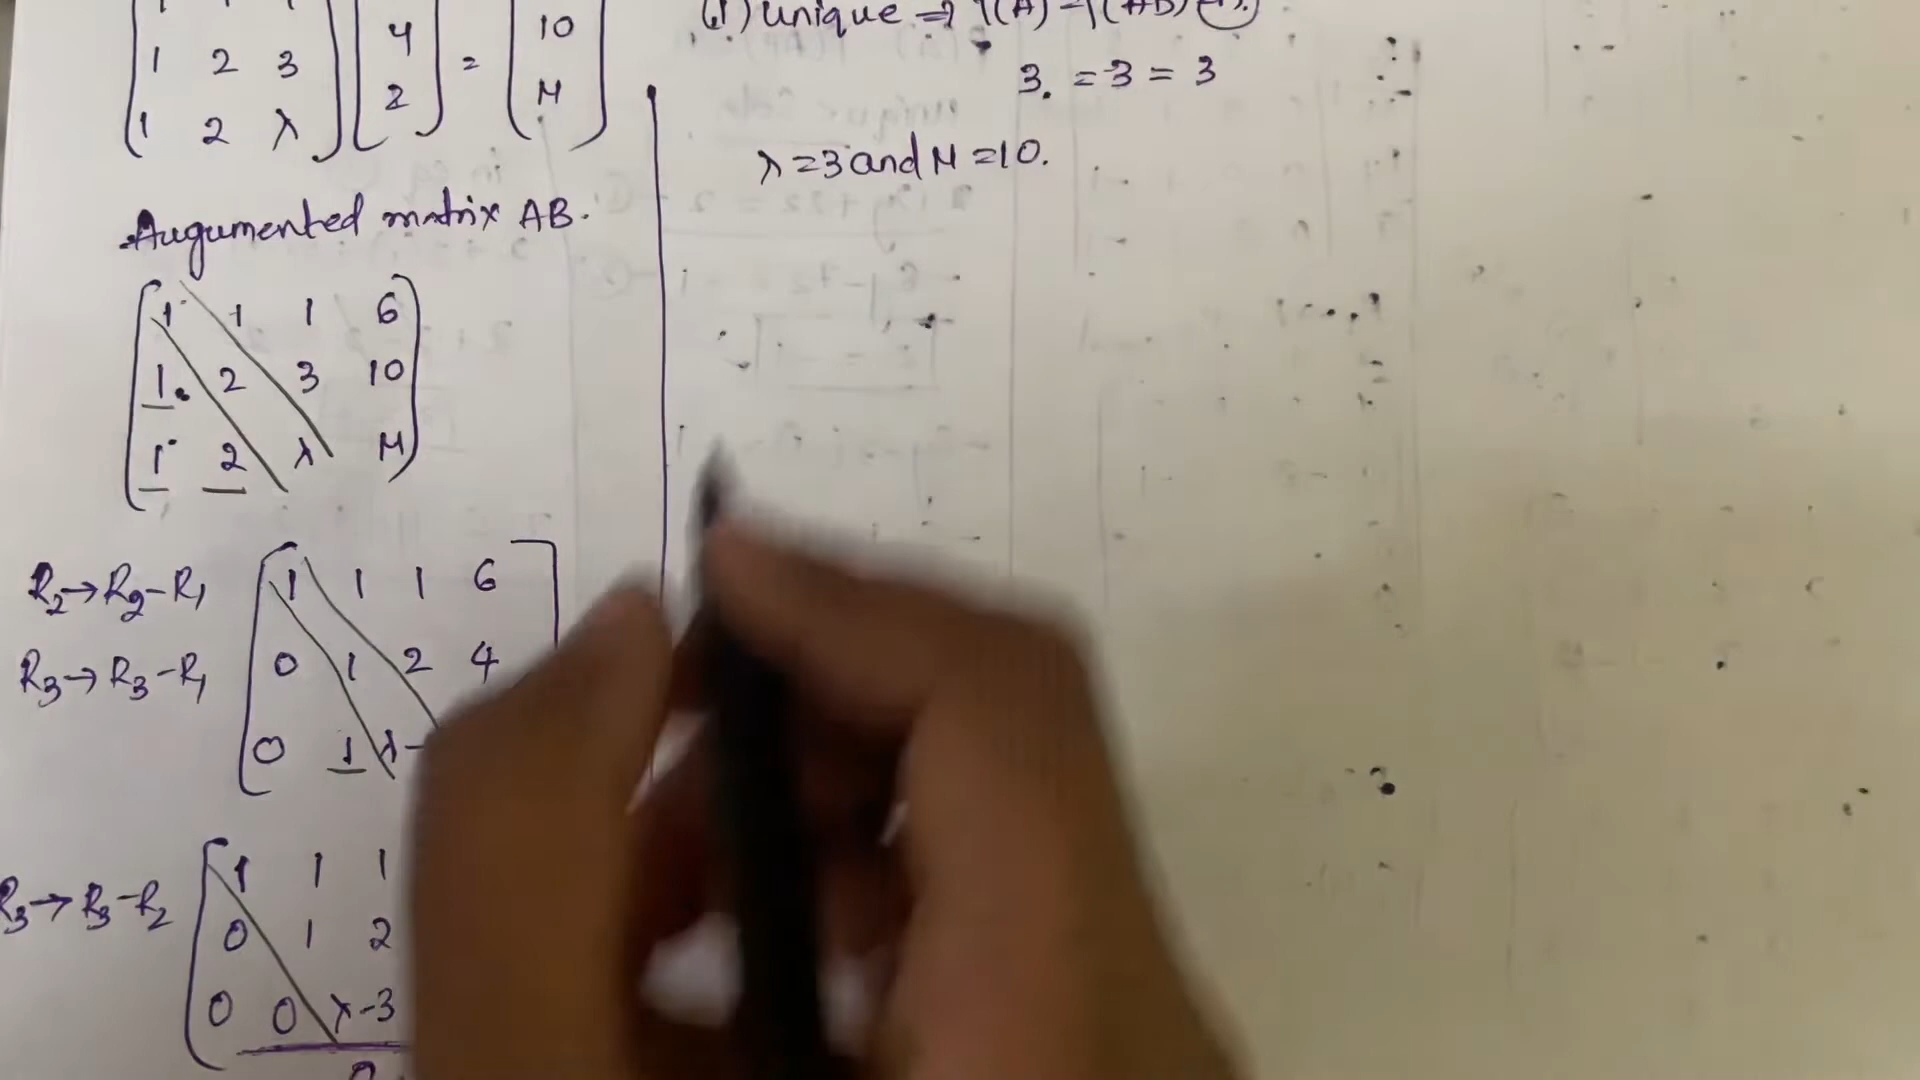 1 2 3 4 = 10
1 2 λ 2 M
Augumented matrix AB.
1 1 1 6
1 2 3 10
1 2 λ M
R2→R2-R1 1 1 1 6
0 1 2 4
R3→R3-R1
0 1 λ-
1 1 1
R3→R3-R2
0 1 2
0 0 λ-3
(i) unique ⇒
3 = 3 = 3
λ=3 and M=10.